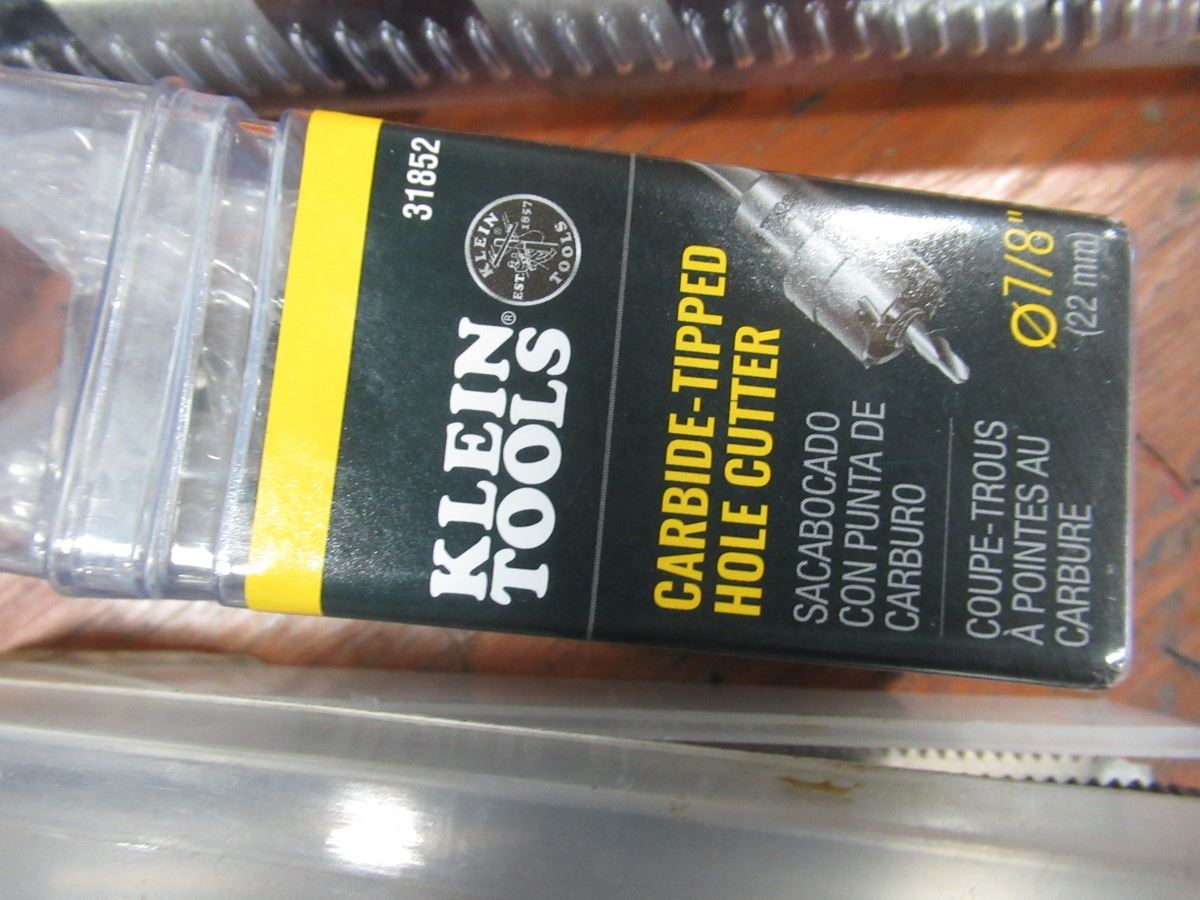 31852
KLEIN
EST. 1857
TOOLS
KLEIN
TOOLS®
CARBIDE-TIPPED
HOLE CUTTER
SACABOCADO
CON PUNTA DE
CARBURO
COUPE-TROUS
À POINTES AU
CARBURE
Ø7/8"
(22 mm)